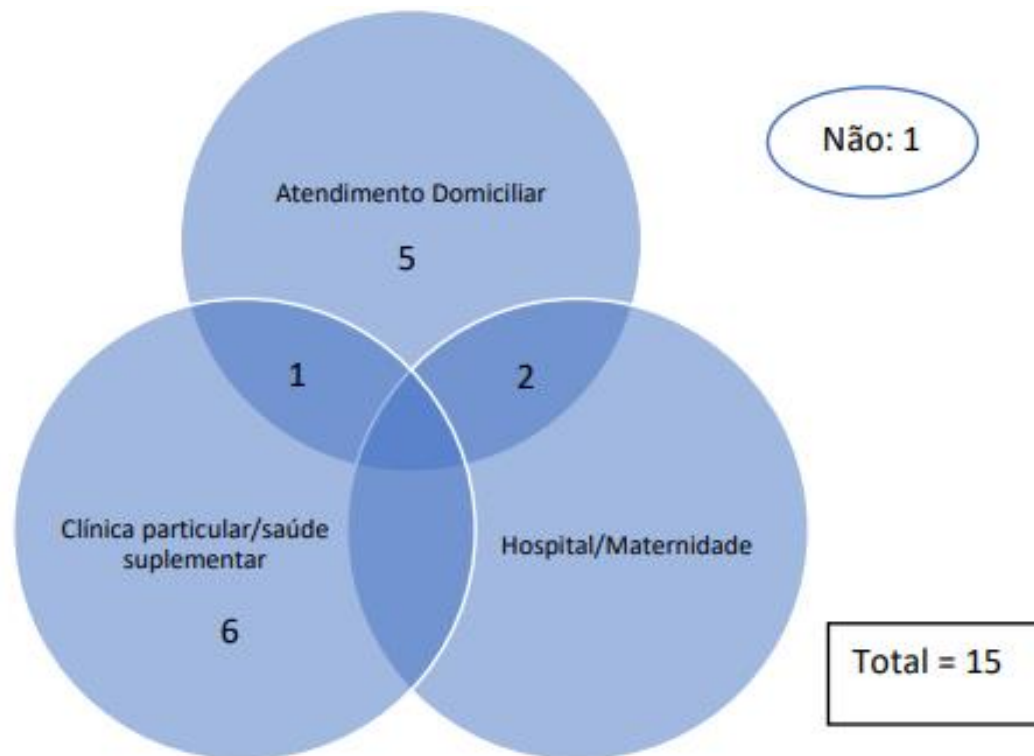 Não: 1
Atendimento Domiciliar
5
1
2
Clínica particular/saúde
suplementar
6
Hospital/Maternidade
Total = 15